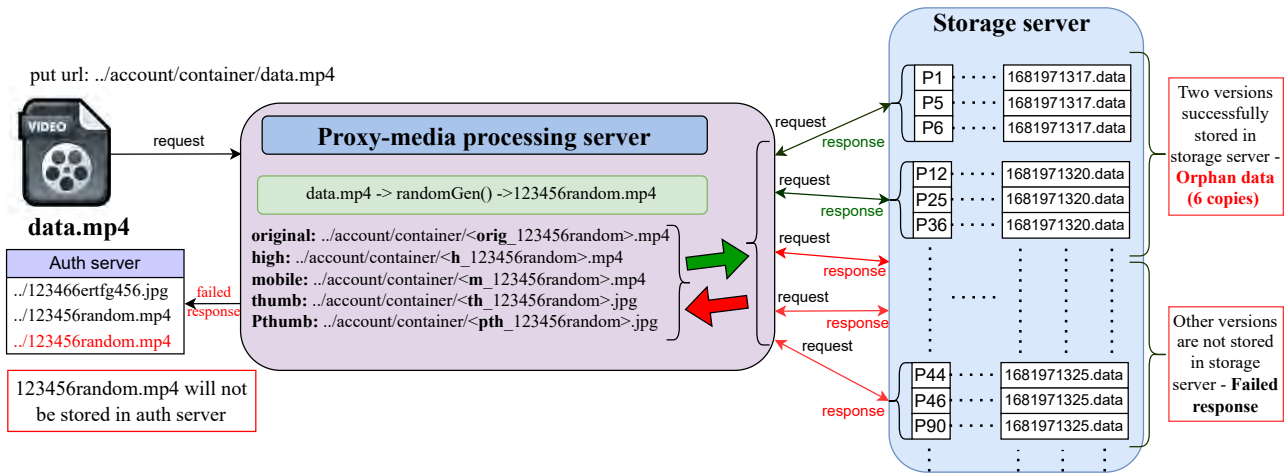 Storage server
put url: ../account/container/data.mp4
VIDEO
data.mp4
request
Proxy-media processing server
data.mp4 -> randomGen() ->123456random.mp4
original: ../account/container/<orig_123456random>.mp4
high: ../account/container/<h_123456random>.mp4
mobile: ../account/container/<m_123456random>.mp4
thumb: ../account/container/<th_123456random>.jpg
Pthumb: ../account/container/<pth_123456random>.jpg
Auth server
../123466ertfg456.jpg
../123456random.mp4
../123456random.mp4
failed
response
123456random.mp4 will not
be stored in auth server
request
response
request
response
request
response
request
response
request
response
P1 ..... 1681971317.data
P5 ..... 1681971317.data
P6 ..... 1681971317.data
P12 ..... 1681971320.data
P25 ..... 1681971320.data
P36 ..... 1681971320.data
P44 ..... 1681971325.data
P46 ..... 1681971325.data
P90 ..... 1681971325.data
Two versions
successfully
stored in
storage server -
Orphan data
(6 copies)
Other versions
are not stored
in storage
server - Failed
response